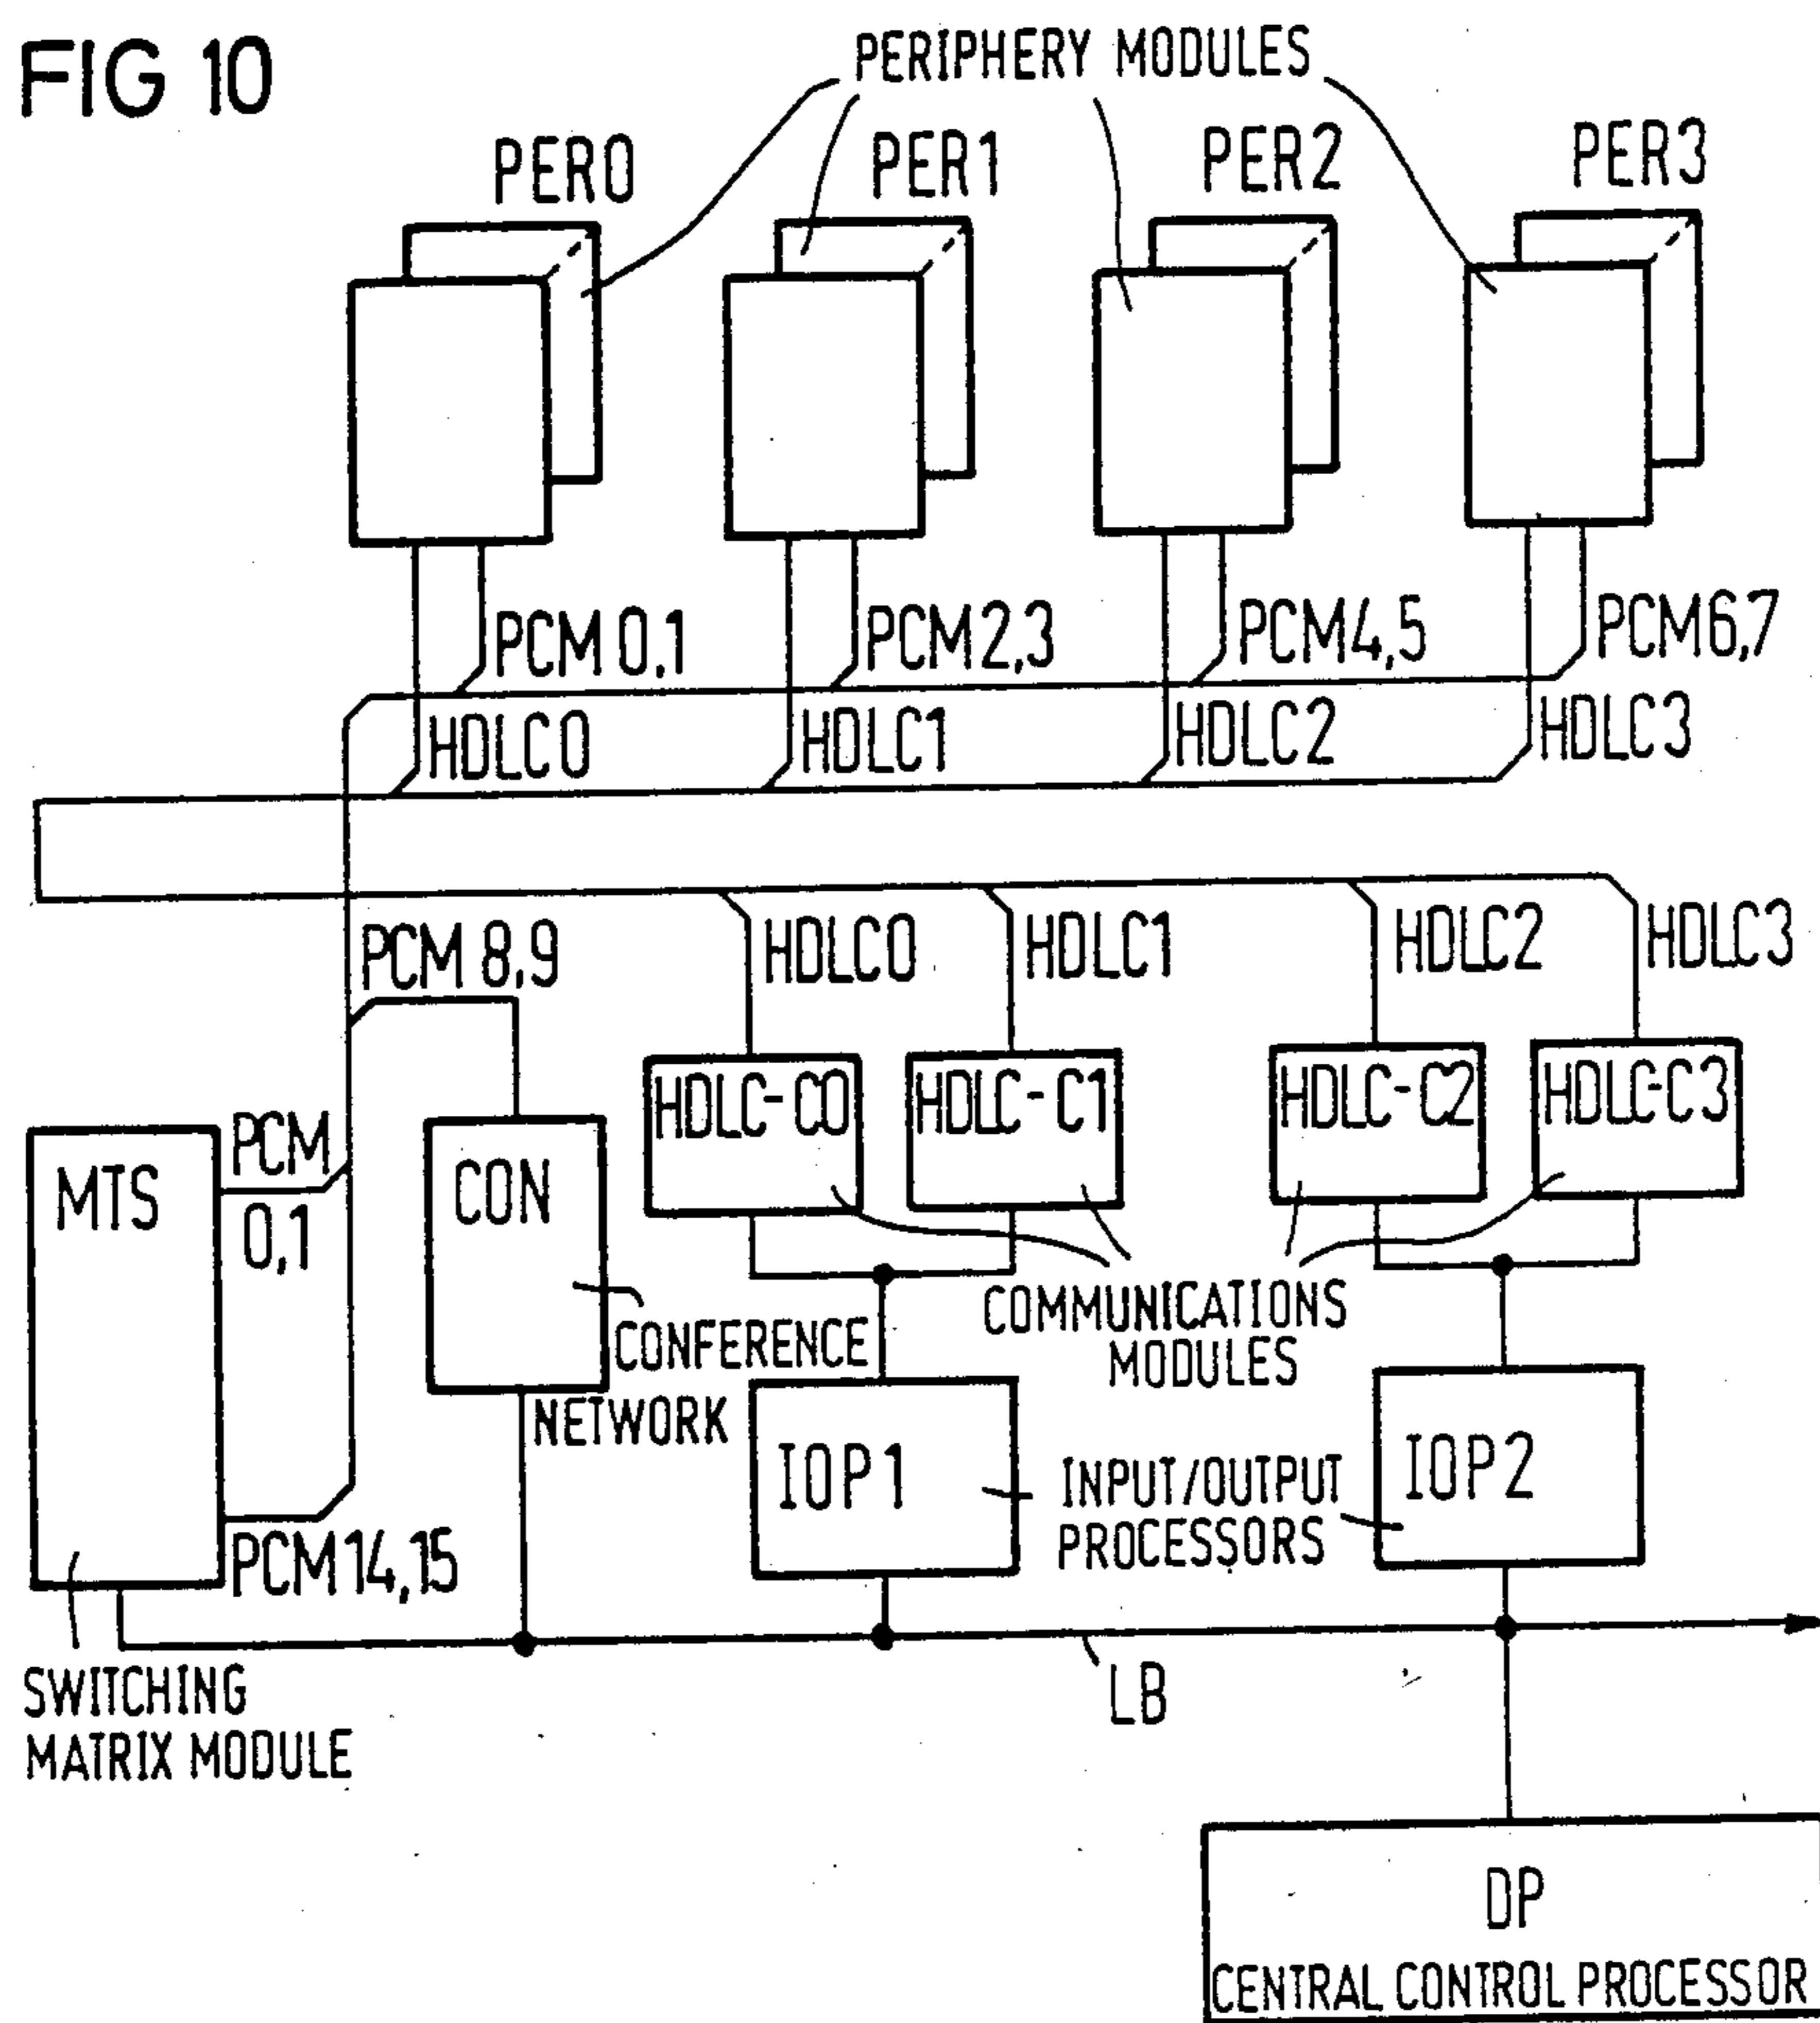 FIG 10
PERIPHERY MODULES
PER0
PER1
PER2
PER3
PCM 0,1
PCM 2,3
PCM 4,5
PCM 6,7
HDLC0
HDLC1
HDLC2
HDLC3
PCM 8,9
HDLC0
HDLC1
HDLC2
HDLC3
HDLC-C0
HDLC-C1
HDLC-C2
HDLC-C3
MTS
PCM
0,1
CON
COMMUNICATIONS
MODULES
CONFERENCE
NETWORK
IOP1
INPUT/OUTPUT
PROCESSORS
IOP2
PCM 14,15
SWITCHING
MATRIX MODULE
LB
DP
CENTRAL CONTROL PROCESSOR